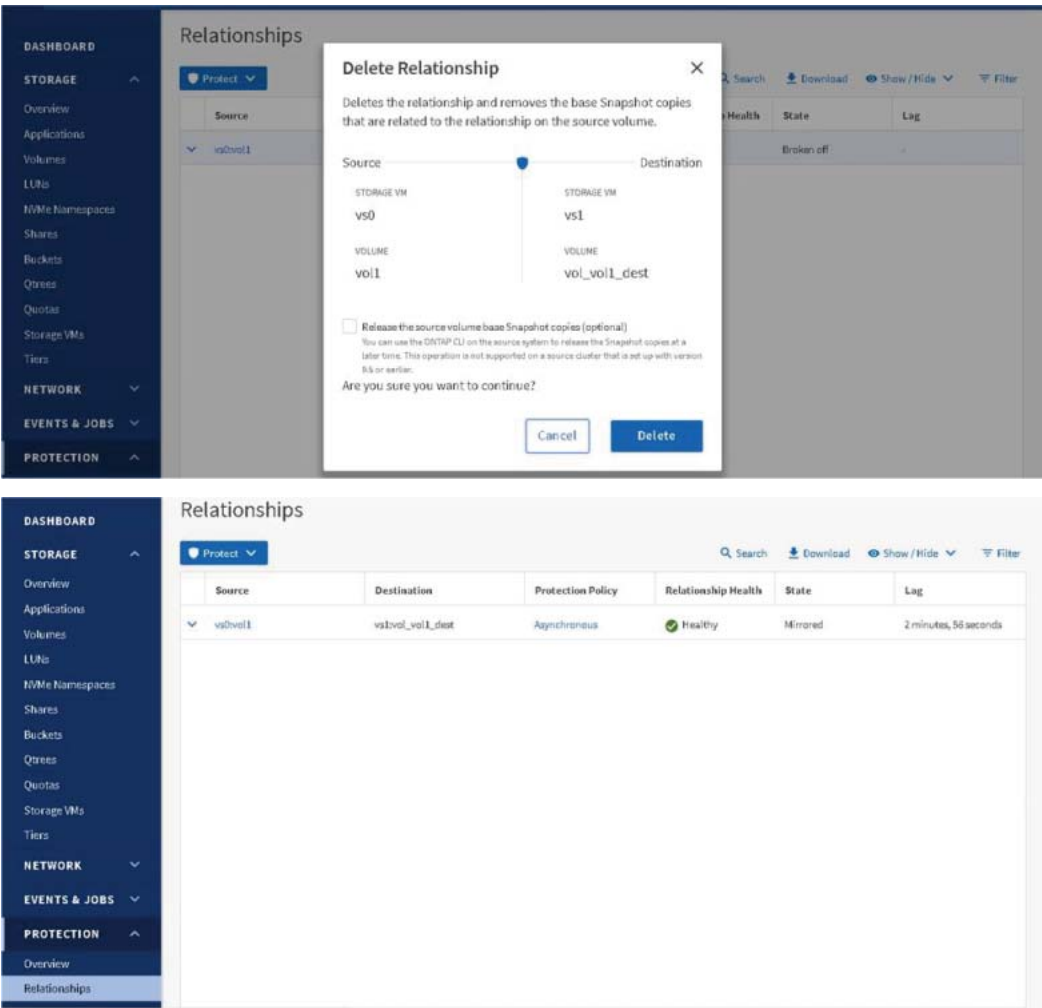 DASHBOARD
STORAGE
Overview
Applications
Volumes
LUNs
NVMe Namespaces
Shares
Buckets
Qtrees
Quotas
Storage VMs
Tiers
NETWORK
EVENTS & JOBS
PROTECTION
Relationships
Protect
Search
Download
Show / Hide
Filter
Source
Health
State
Lag
vs0:vol1
Broken off
-
Delete Relationship
Deletes the relationship and removes the base Snapshot copies
that are related to the relationship on the source volume.
Source
Destination
STORAGE VM
STORAGE VM
vs0
vs1
VOLUME
VOLUME
vol1
vol_vol1_dest
Release the source volume base Snapshot copies (optional)
You can use the ONTAP CLI on the source system to release the Snapshot copies at a
later time. This operation is not supported on a source cluster that is set up with version
or earlier.
Are you sure you want to continue?
Cancel
Delete
DASHBOARD
STORAGE
Overview
Applications
Volumes
LUNs
NVMe Namespaces
Shares
Buckets
Qtrees
Quotas
Storage VMs
Tiers
NETWORK
EVENTS & JOBS
PROTECTION
Overview
Relationships
Relationships
Protect
Search
Download
Show / Hide
Filter
Source
Destination
Protection Policy
Relationship Health
State
Lag
vs0:vol1
vs1:vol_vol1_dest
Asynchronous
Healthy
Mirrored
2 minutes, 56 seconds